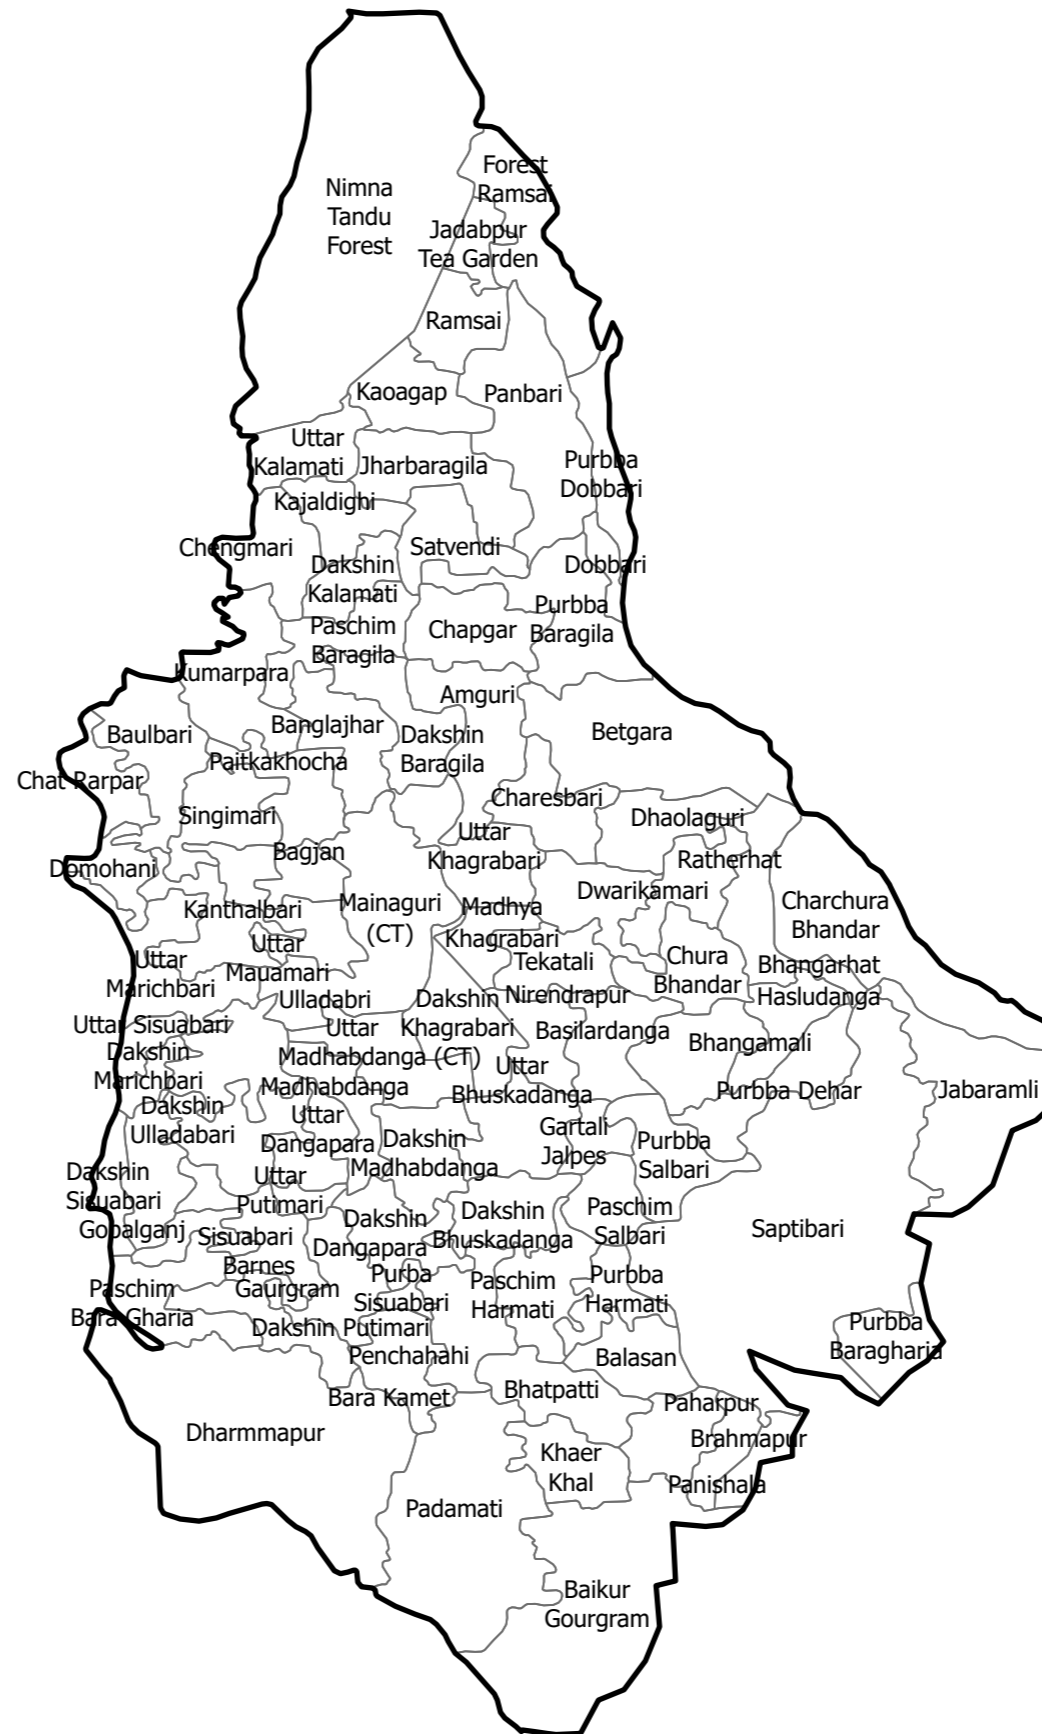 Forest
Ramsai
Nimna
Tandu
Forest
Jadabpur
Tea Garden
Ramsai
Kaoagap
Panbari
Uttar
Kalamati
Jharbaragila
Purbba
Dobbari
Kajaldighi
Chengmari
Satvendi
Dakshin
Kalamati
Dobbari
Purbba
Baragila
Paschim
Baragila
Chapgar
Kumarpara
Amguri
Baulbari
Banglajhar
Dakshin
Baragila
Betgara
Paitkakhocha
Chat Rarpar
Charesbari
Singimari
Dhaolaguri
Uttar
Khagrabari
Bagjan
Ratherhat
Domohani
Dwarikamari
Kanthalbari
Mainaguri
(CT)
Madhya
Khagrabari
Charchura
Bhandar
Uttar
Mauamari
Uttar
Marichbari
Tekatali
Chura
Bhandar
Bhangarhat
Ulladabri
Dakshin
Khagrabari
(CT)
Nirendrapur
Hasludanga
Uttar Sisuabari
Uttar
Madhabdanga
Basilardanga
Bhangamali
Dakshin
Marichbari
Uttar
Bhuskadanga
Madhabdanga
Purbba Dehar
Jabaramli
Dakshin
Ulladabari
Uttar
Dangapara
Dakshin
Madhabdanga
Gartali
Jalpes
Purbba
Salbari
Dakshin
Sisuabari
Uttar
Putimari
Gopalganj
Sisuabari
Dakshin
Dangapara
Dakshin
Bhuskadanga
Paschim
Salbari
Saptibari
Barnes
Gaurgram
Purba
Sisuabari
Paschim
Harmati
Purbba
Harmati
Paschim
Bara Gharia
Dakshin Putimari
Purbba
Baragharia
Penchahahi
Balasan
Bara Kamet
Bhatpatti
Paharpur
Dharmmapur
Brahmapur
Khaer
Khal
Panishala
Padamati
Baikur
Gourgram